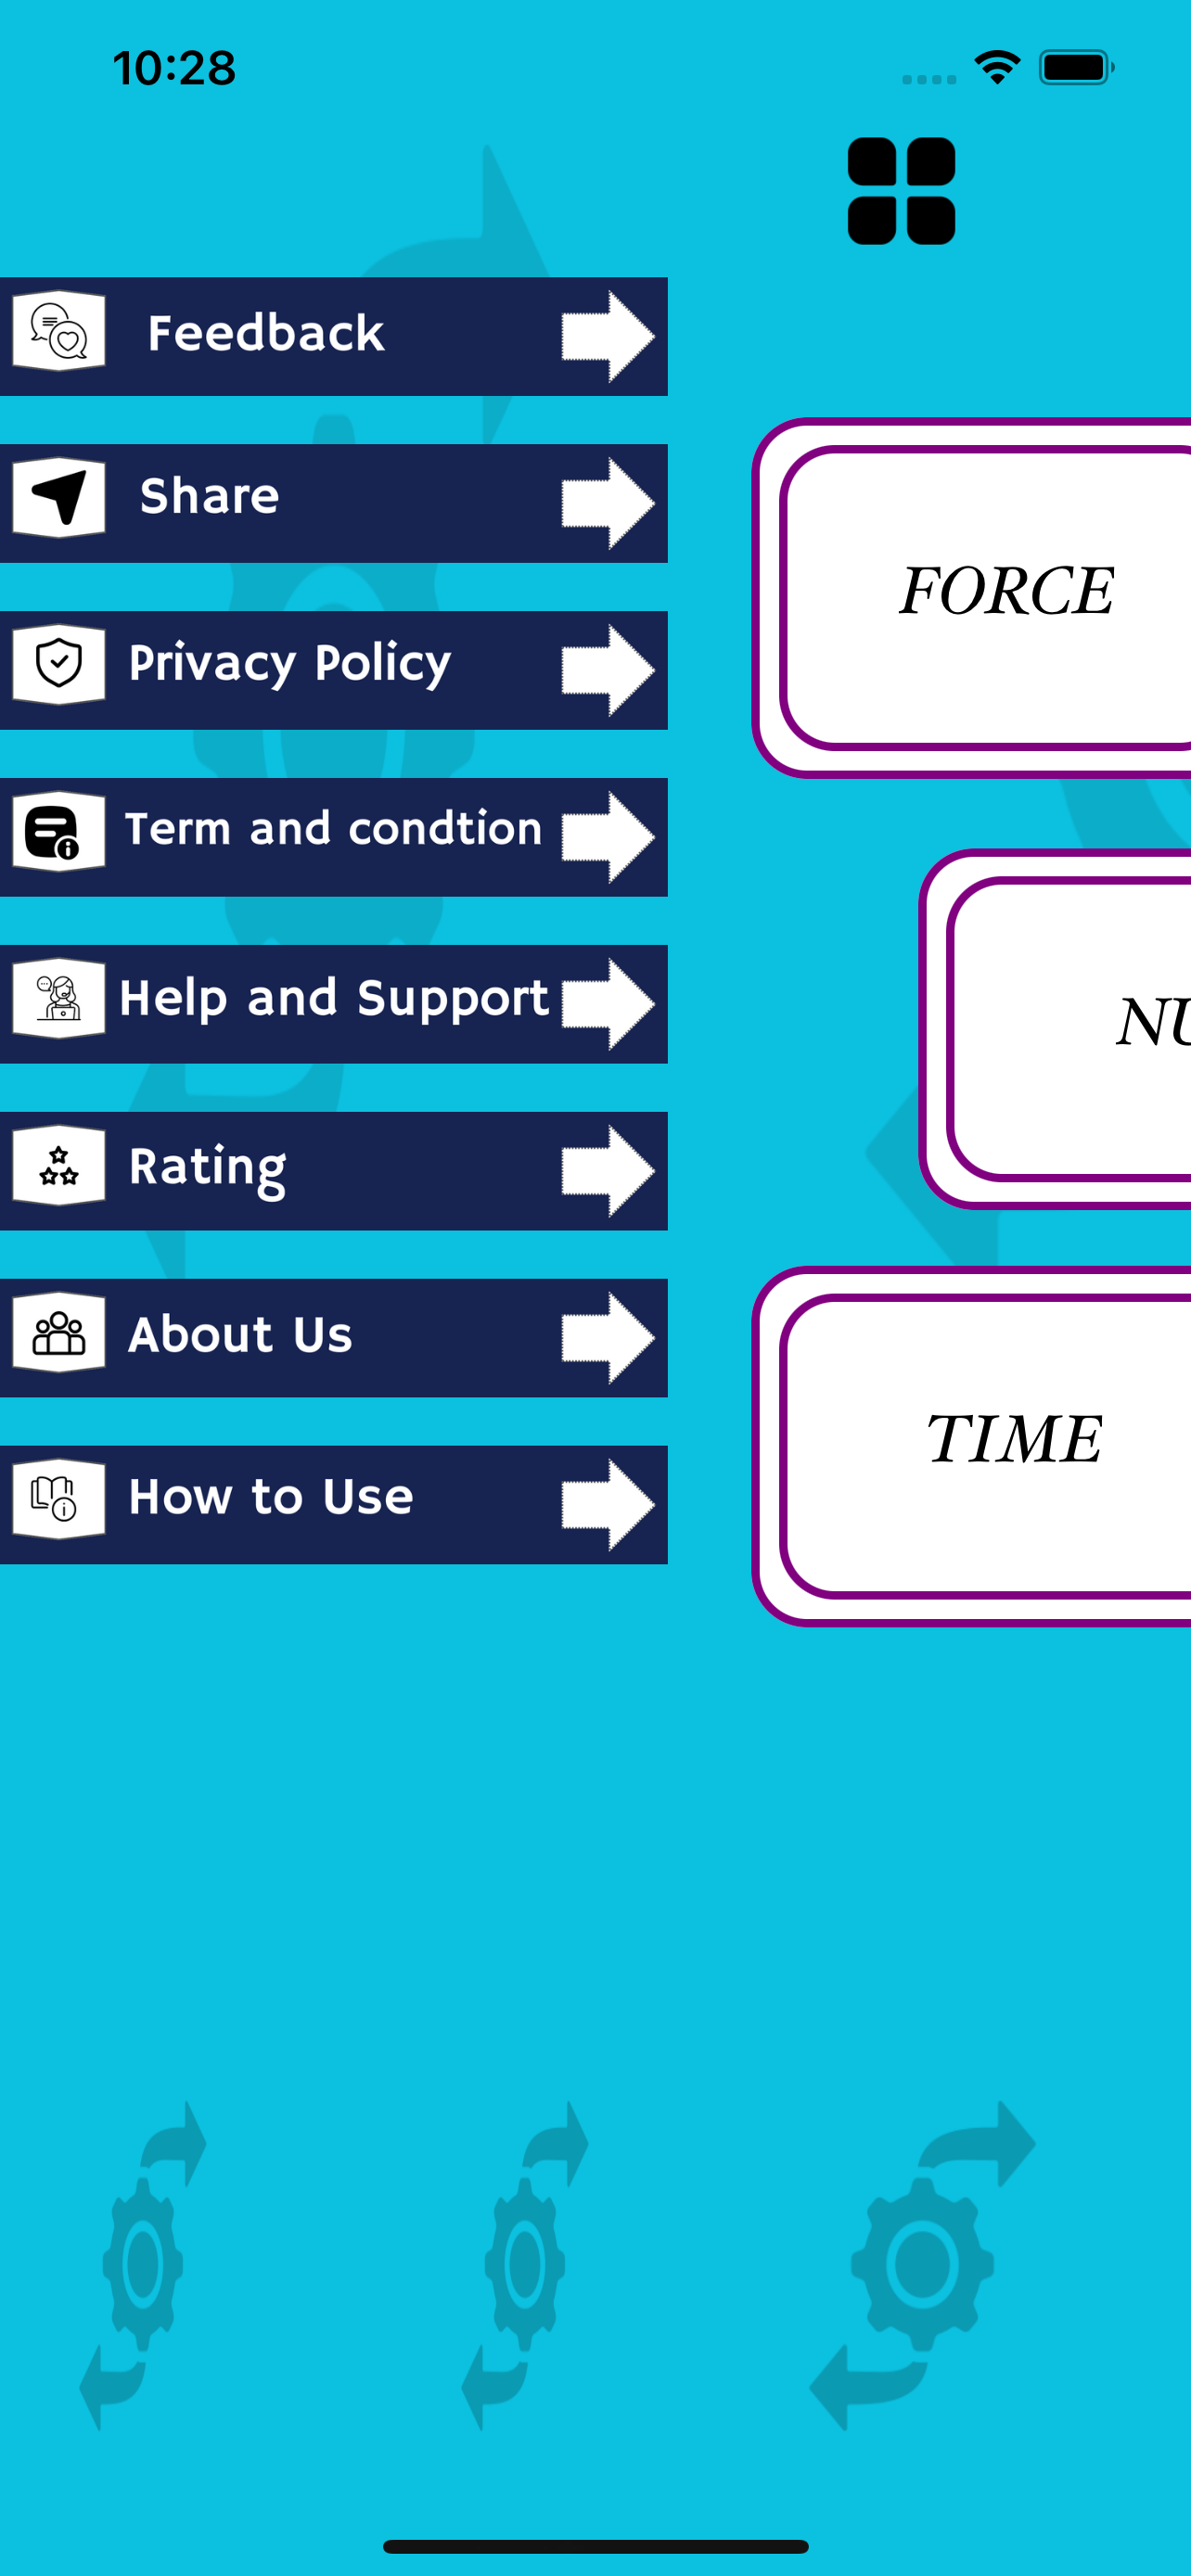 10:28
Feedback
Share
Privacy Policy
Term and condtion
Help and Support
Rating
About Us
How to Use
FORCE
NU
TIME